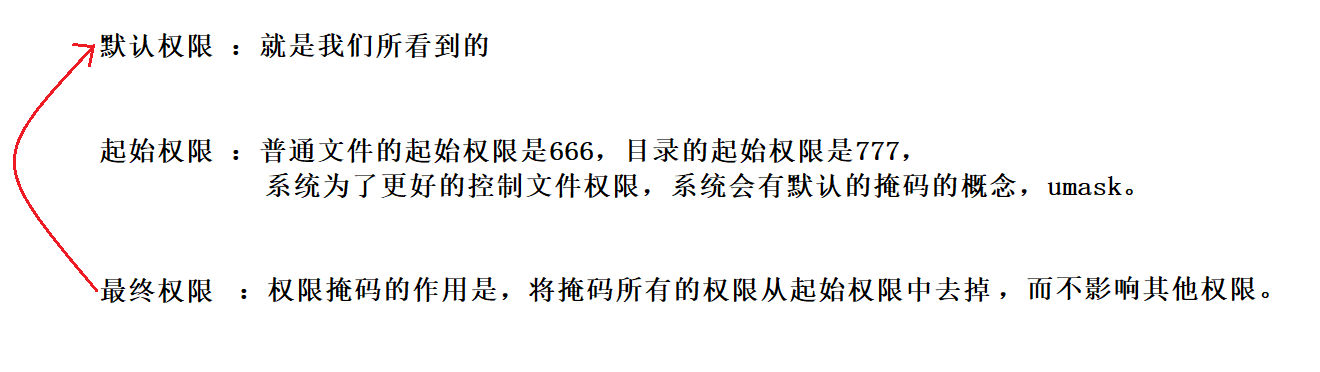 默认权限 ：就是我们所看到的
起始权限 ：普通文件的起始权限是666，目录的起始权限是777，
系统为了更好的控制文件权限，系统会有默认的掩码的概念，umask。
最终权限 ：权限掩码的作用是，将掩码所有的权限从起始权限中去掉，而不影响其他权限。